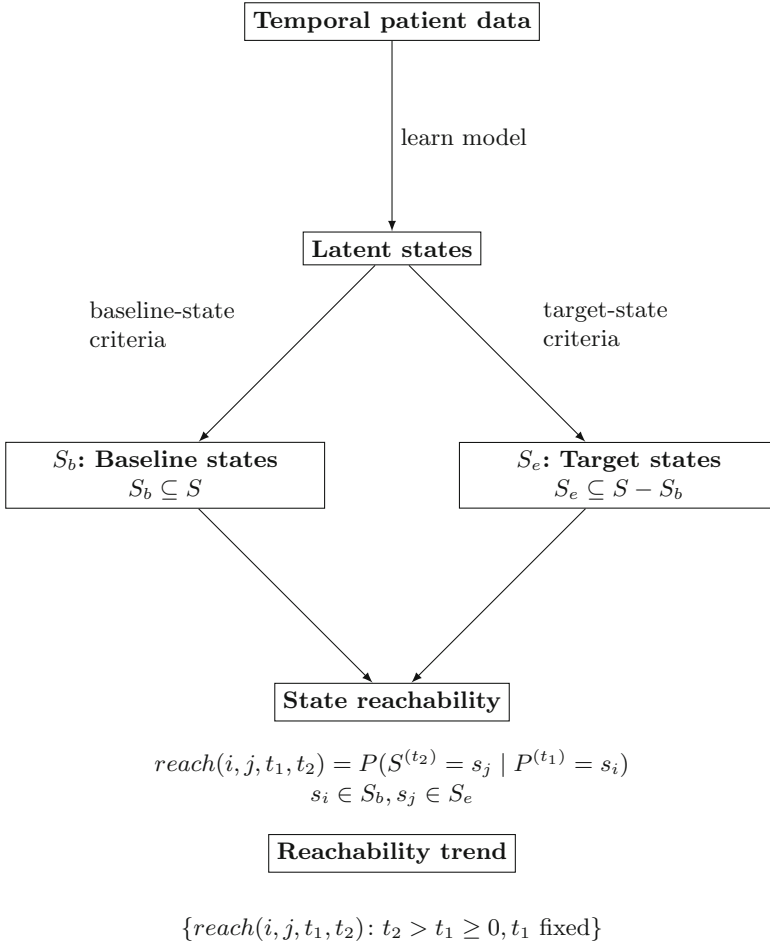 Temporal patient data
learn model
Latent states
baseline-state
criteria
target-state
criteria
S_b: Baseline states
S_b ⊆ S
S_e: Target states
S_e ⊆ S − S_b
State reachability
reach(i, j, t_1, t_2) = P(S^{(t_2)} = s_j | P^{(t_1)} = s_i)
s_i ∈ S_b, s_j ∈ S_e
Reachability trend
{reach(i, j, t_1, t_2): t_2 > t_1 ≥ 0, t_1 fixed}